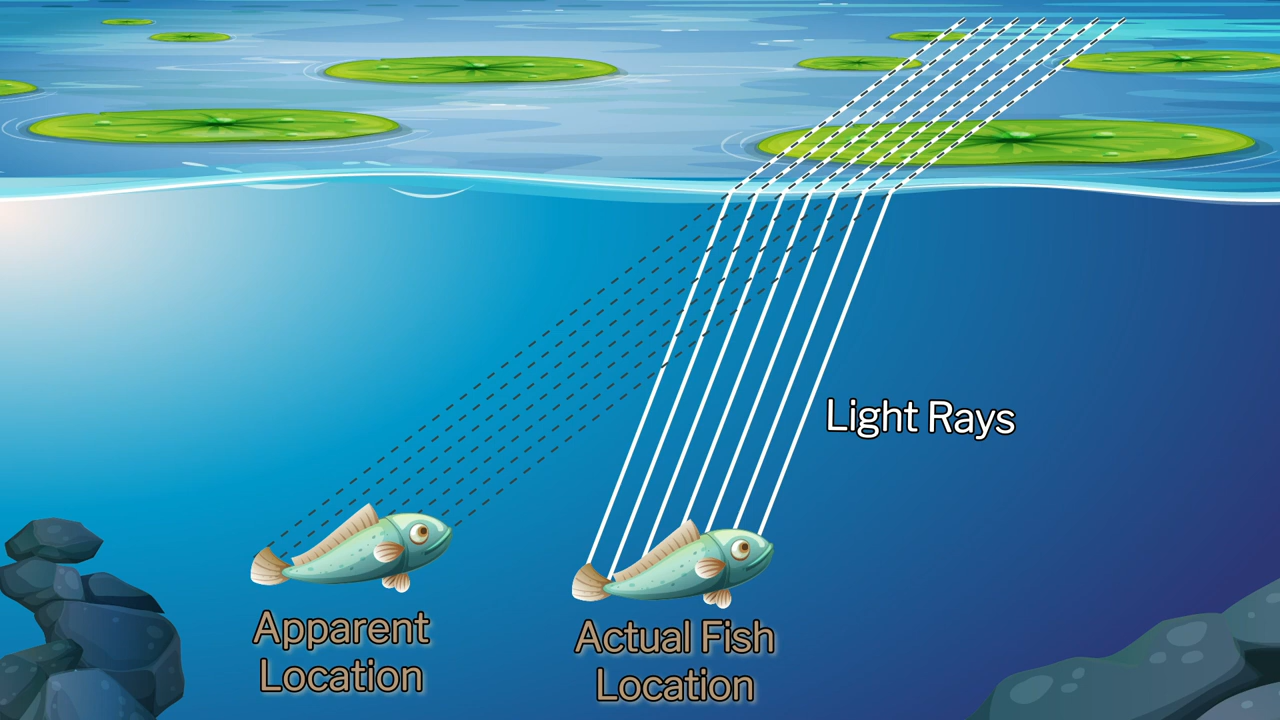 Light Rays
Apparent
Location
Actual Fish
Location